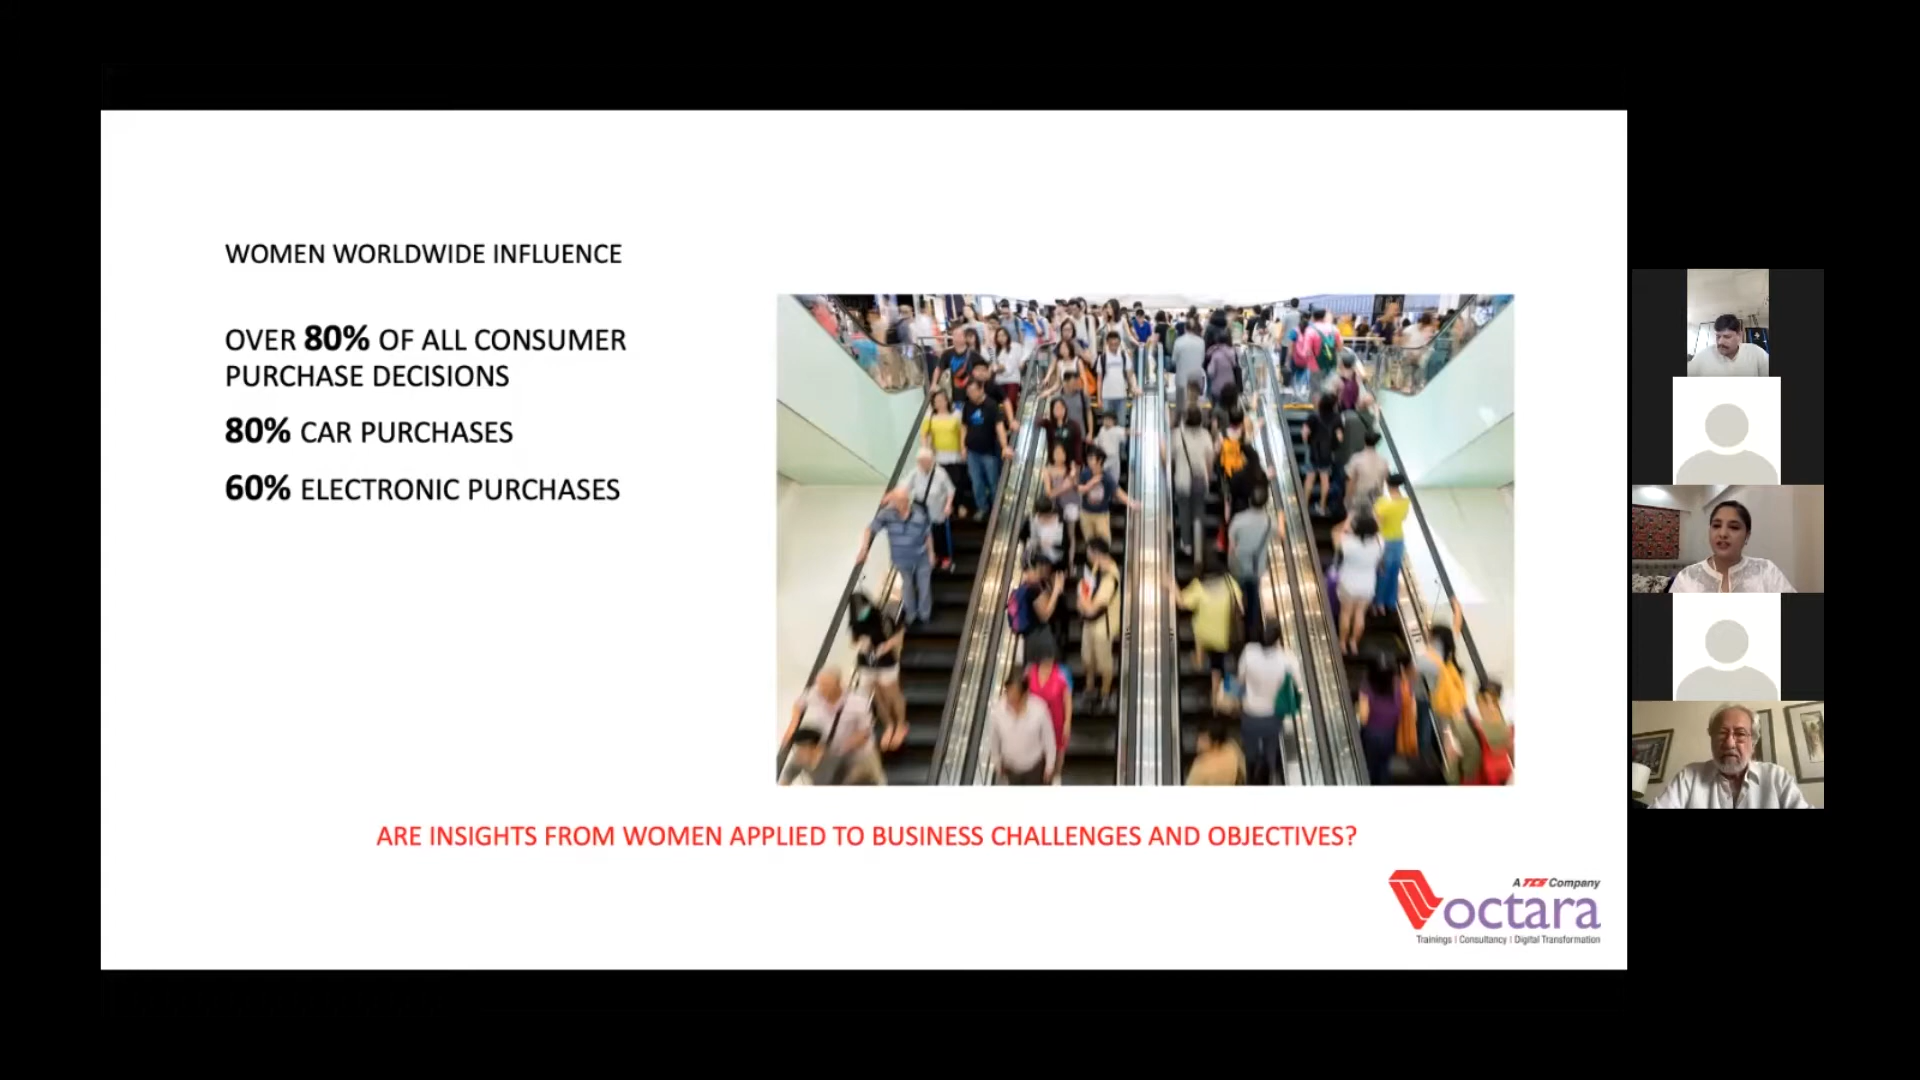 WOMEN WORLDWIDE INFLUENCE
OVER 80% OF ALL CONSUMER
PURCHASE DECISIONS
80% CAR PURCHASES
60% ELECTRONIC PURCHASES
ARE INSIGHTS FROM WOMEN APPLIED TO BUSINESS CHALLENGES AND OBJECTIVES?
A TCS Company
octara
Trainings | Consultancy | Digital Transformation